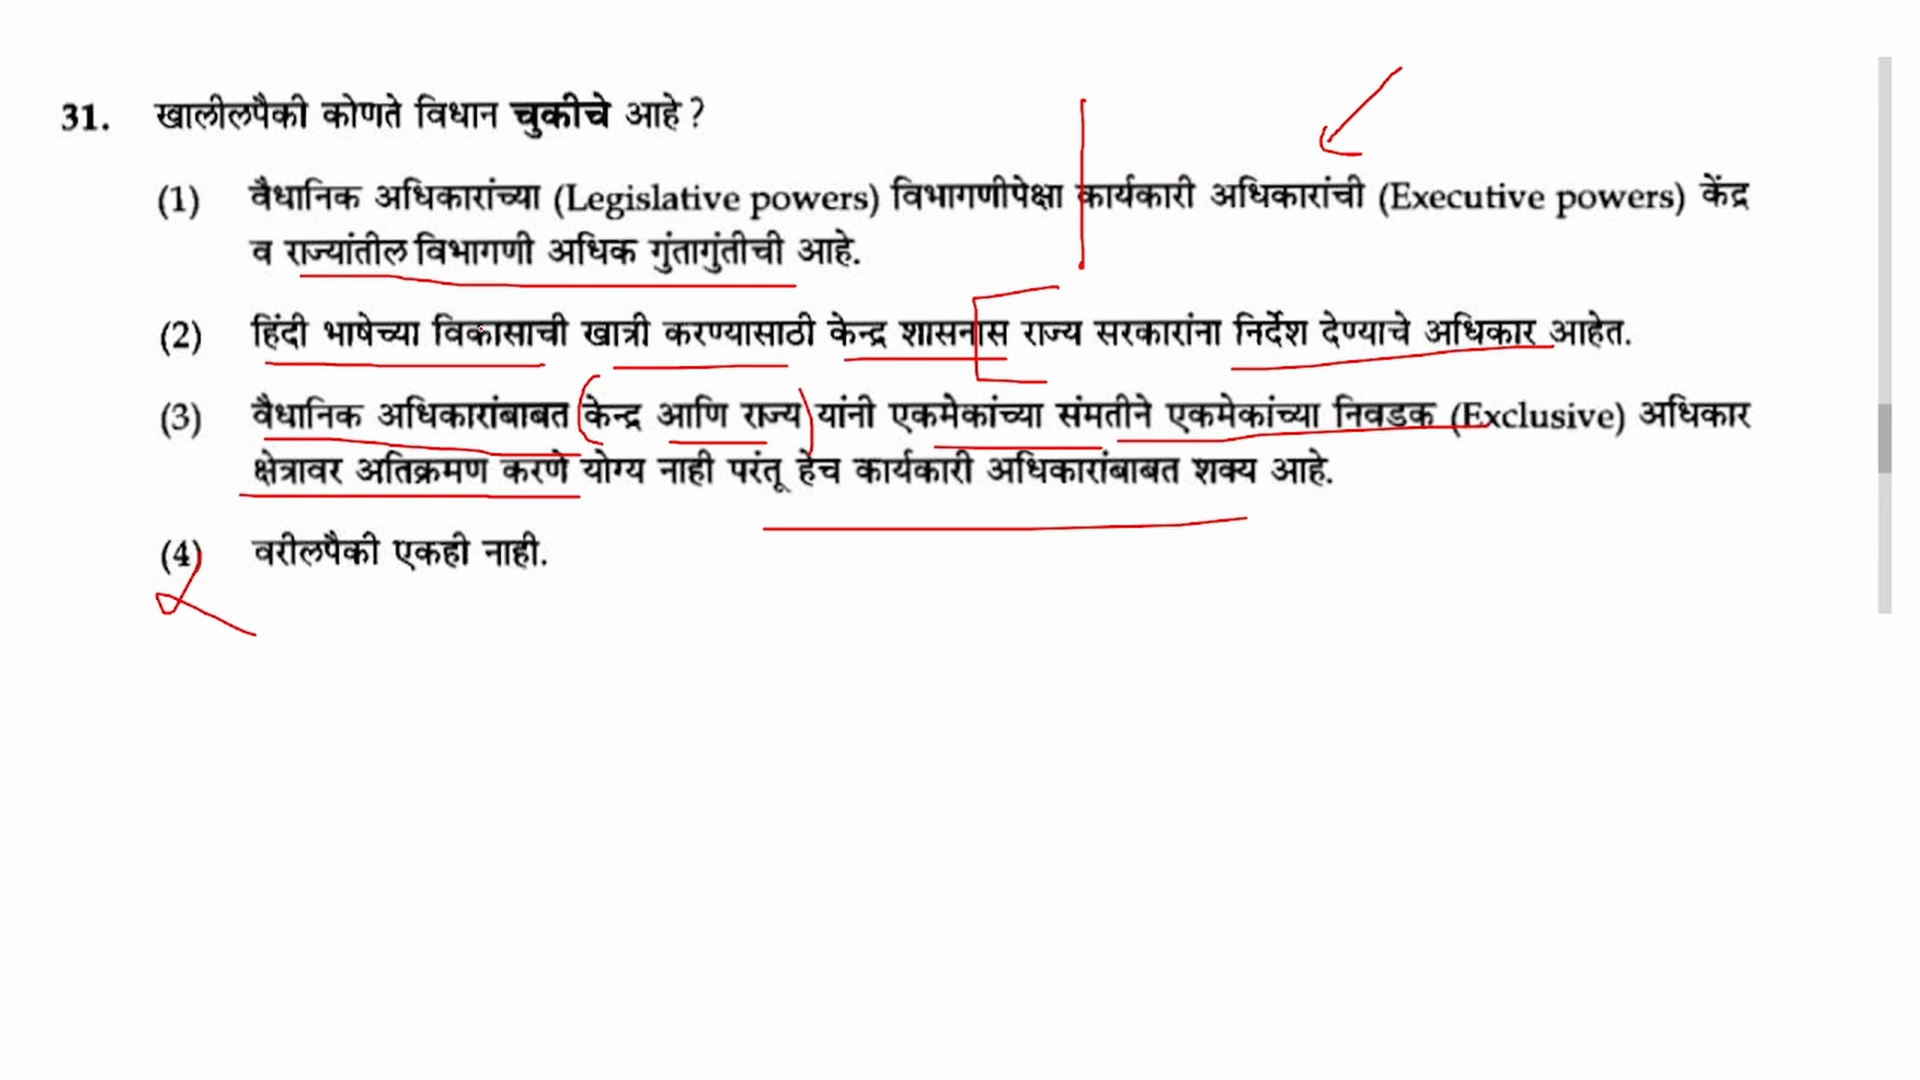 31. खालीलपैकी कोणते विधान चुकीचे आहे ?
(1) वैधानिक अधिकारांच्या (Legislative powers) विभागणीपेक्षा कार्यकारी अधिकारांची (Executive powers) केंद्र
व राज्यांतील विभागणी अधिक गुंतागुंतीची आहे.
(2) हिंदी भाषेच्या विकासाची खात्री करण्यासाठी केन्द्र शासनास राज्य सरकारांना निर्देश देण्याचे अधिकार आहेत.
(3) वैधानिक अधिकारांबाबत केन्द्र आणि राज्य यांनी एकमेकांच्या संमतीने एकमेकांच्या निवडक (Exclusive) अधिकार
क्षेत्रावर अतिक्रमण करणे योग्य नाही परंतू हेच कार्यकारी अधिकारांबाबत शक्य आहे.
(4) वरीलपैकी एकही नाही.